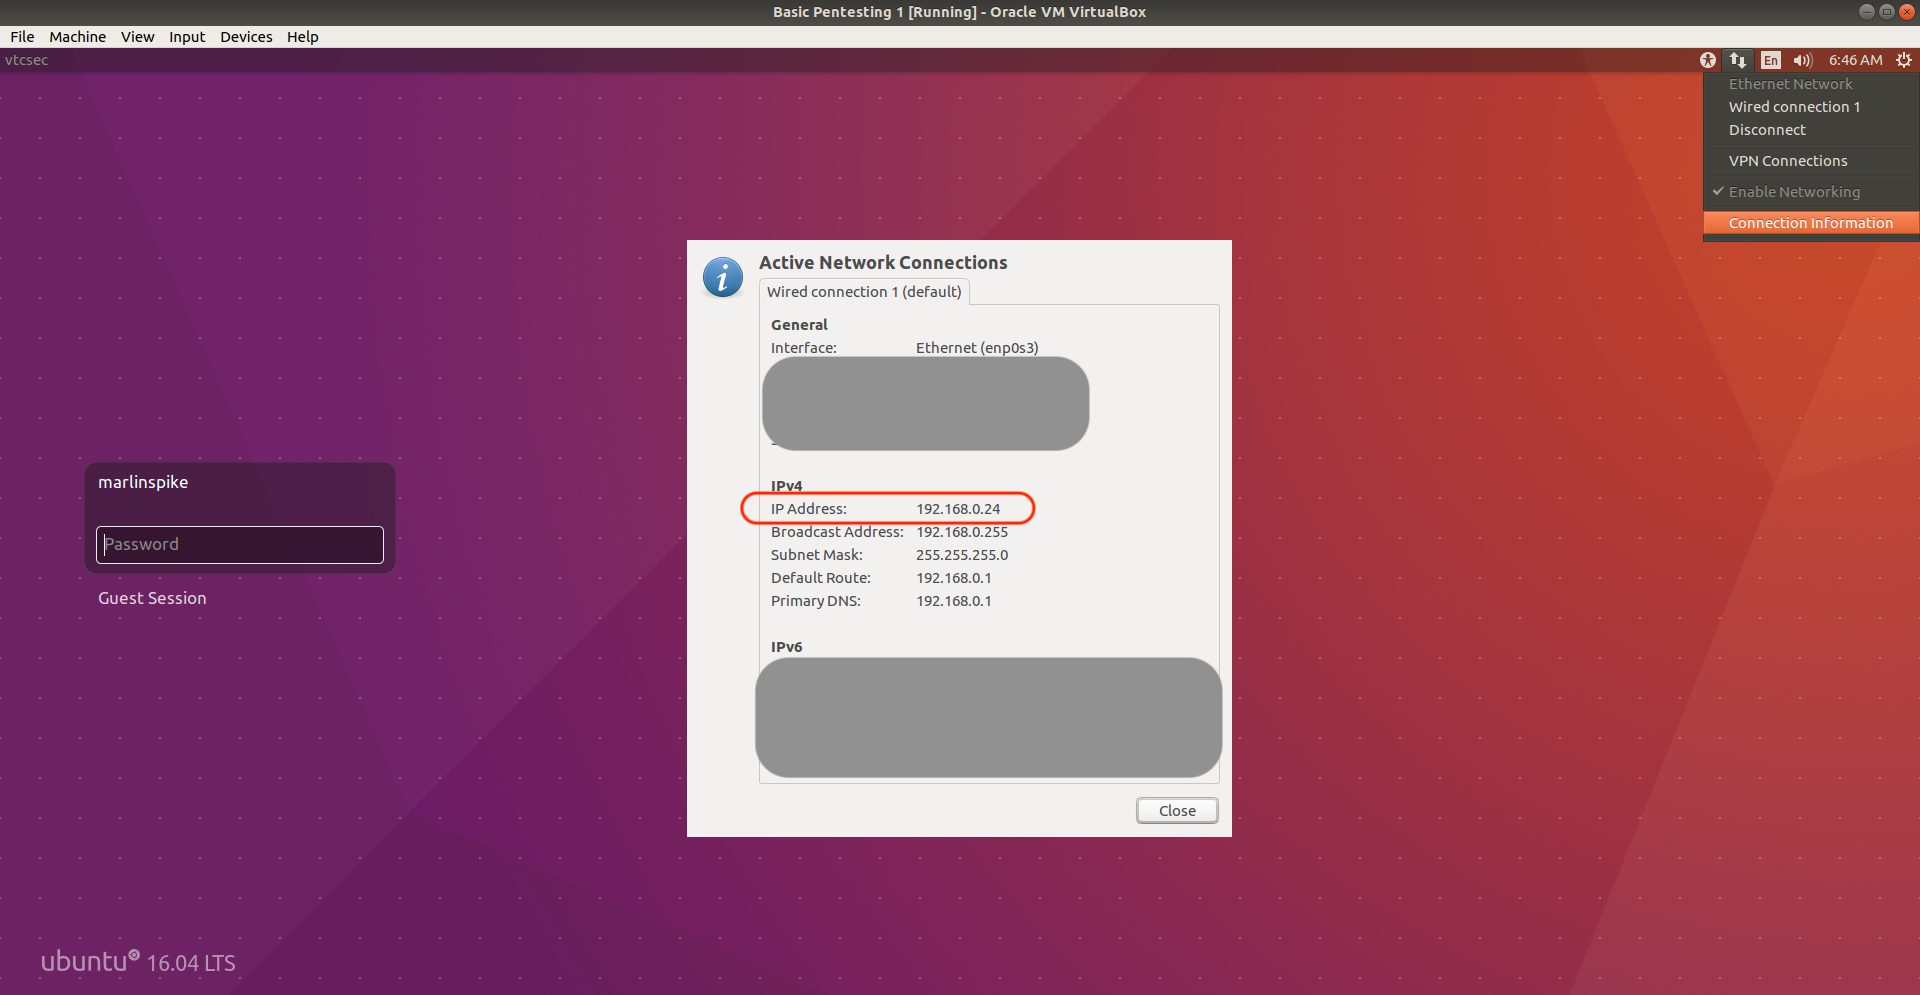 Basic Pentesting 1 [Running] - Oracle VM VirtualBox
File Machine View Input Devices Help
vtcsec
En 6:46 AM
Ethernet Network
Wired connection 1
Disconnect
VPN Connections
✓ Enable Networking
Connection Information
Active Network Connections
Wired connection 1 (default)
General
Interface: Ethernet (enp0s3)
IPv4
IP Address: 192.168.0.24
Broadcast Address: 192.168.0.255
Subnet Mask: 255.255.255.0
Default Route: 192.168.0.1
Primary DNS: 192.168.0.1
IPv6
Close
marlinspike
Password
Guest Session
ubuntu 16.04 LTS